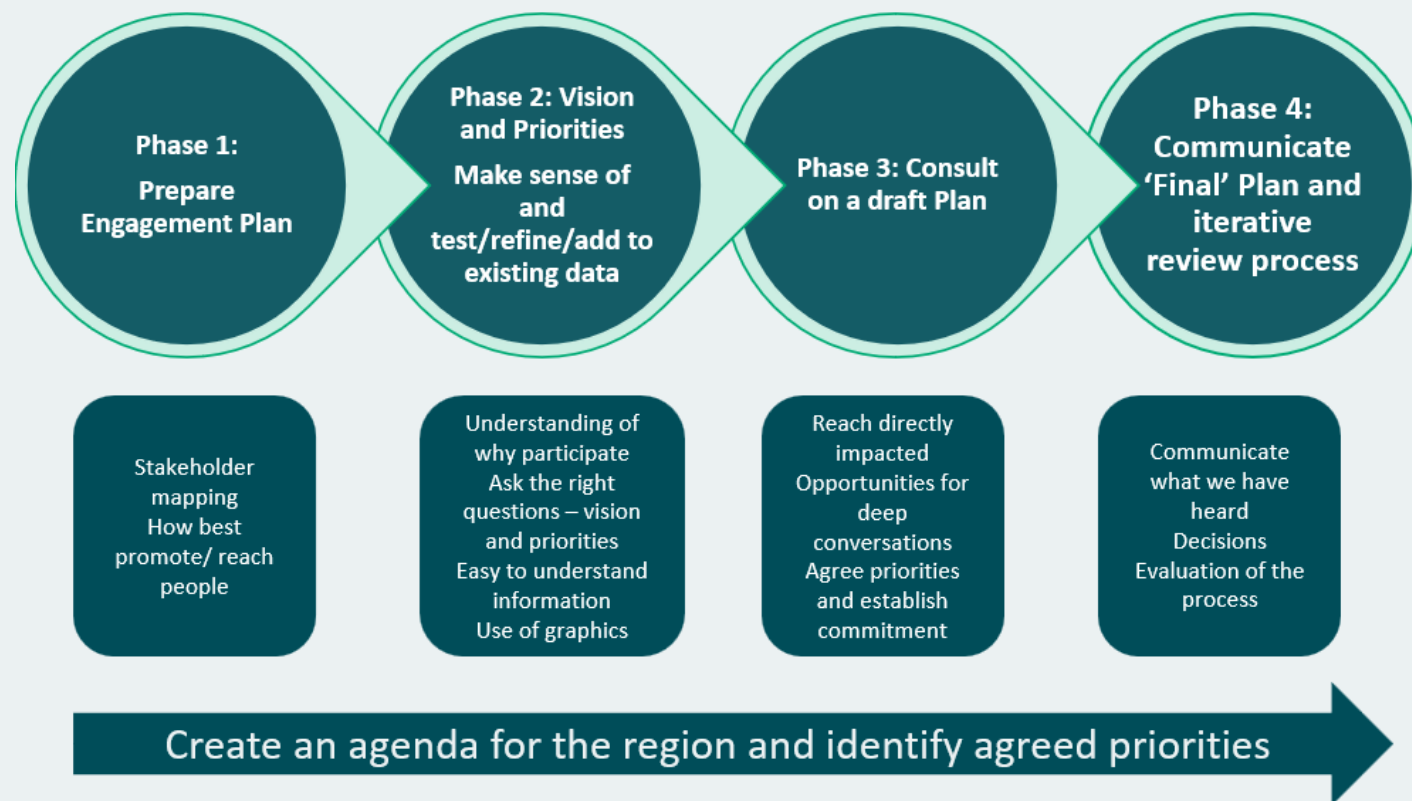 Phase 1:
Prepare
Engagement Plan
Phase 2: Vision
and Priorities
Make sense of
and
test/refine/add to
existing data
Phase 3: Consult
on a draft Plan
Phase 4:
Communicate
‘Final’ Plan and
iterative
review process
Stakeholder
mapping
How best
promote/ reach
people
Understanding of
why participate
Ask the right
questions – vision
and priorities
Easy to understand
information
Use of graphics
Reach directly
impacted
Opportunities for
deep
conversations
Agree priorities
and establish
commitment
Communicate
what we have
heard
Decisions
Evaluation of the
process
Create an agenda for the region and identify agreed priorities